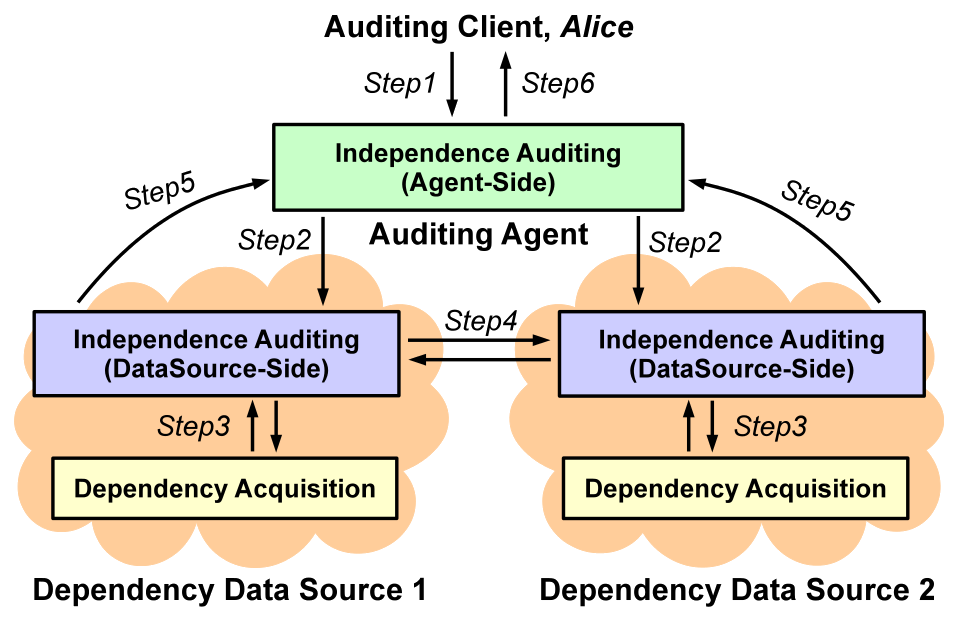 Auditing Client, Alice
Step1
Step6
Independence Auditing
(Agent-Side)
Step5
Step5
Step2
Auditing Agent
Step2
Independence Auditing
(DataSource-Side)
Step4
Independence Auditing
(DataSource-Side)
Step3
Step3
Dependency Acquisition
Dependency Acquisition
Dependency Data Source 1
Dependency Data Source 2